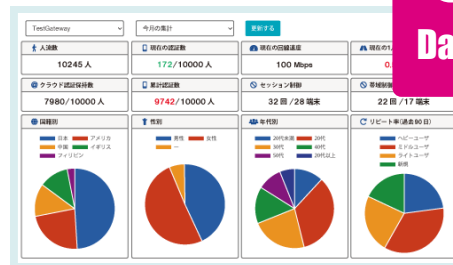 TestGateway
今月の集計
更新する
人流数
現在の認証数
現在の回線速度
現在の1
Da
10245 人
172/10000 人
100 Mbps
0.
クラウド認証保持数
累計認証数
セッション制御
帯域制御
7980/10000 人
9742/10000 人
32 回 /28 端末
22 回 /17 端末
国籍別
性別
年代別
リピート率(過去90日)
日本 アメリカ
中国 イギリス
フィリピン
男性 女性
ー
20代未満 20代
30代 40代
50代 20代以上
ヘビーユーザ
ミドルユーザ
ライトユーザ
新規